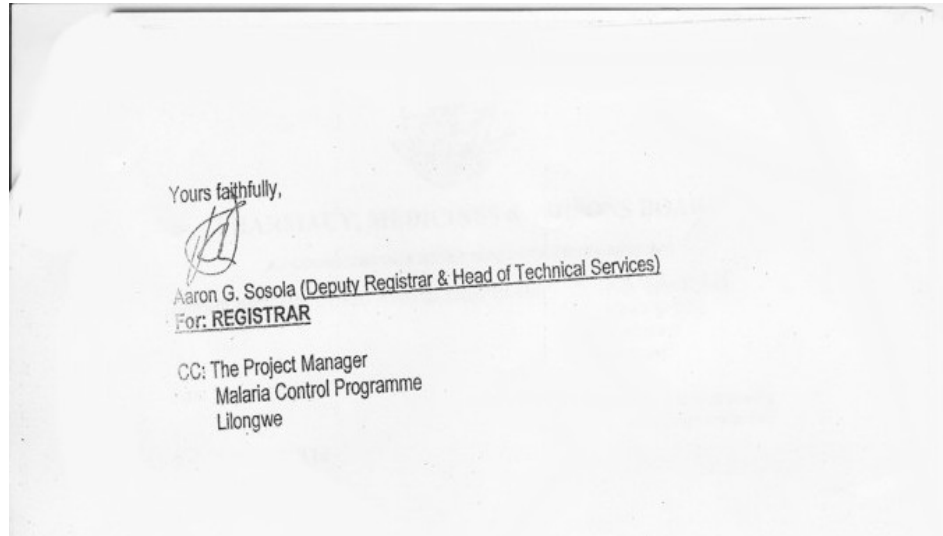 Yours faithfully,
Aaron G. Sosola (Deputy Registrar & Head of Technical Services)
For: REGISTRAR
CC: The Project Manager
Malaria Control Programme
Lilongwe